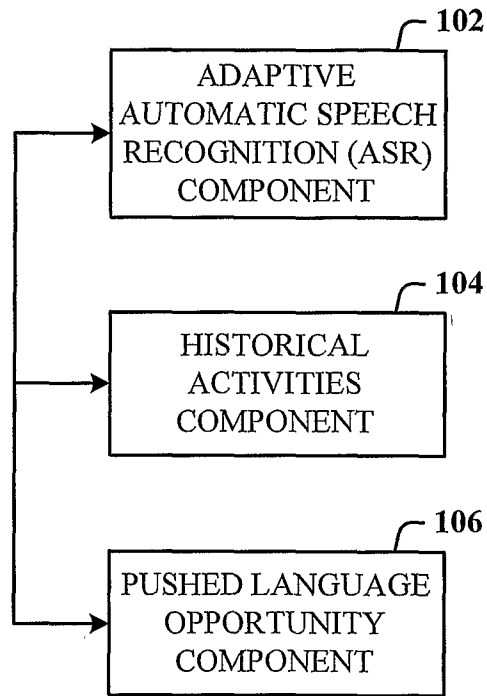 102
ADAPTIVE
AUTOMATIC SPEECH
RECOGNITION (ASR)
COMPONENT
104
HISTORICAL
ACTIVITIES
COMPONENT
106
PUSHED LANGUAGE
OPPORTUNITY
COMPONENT